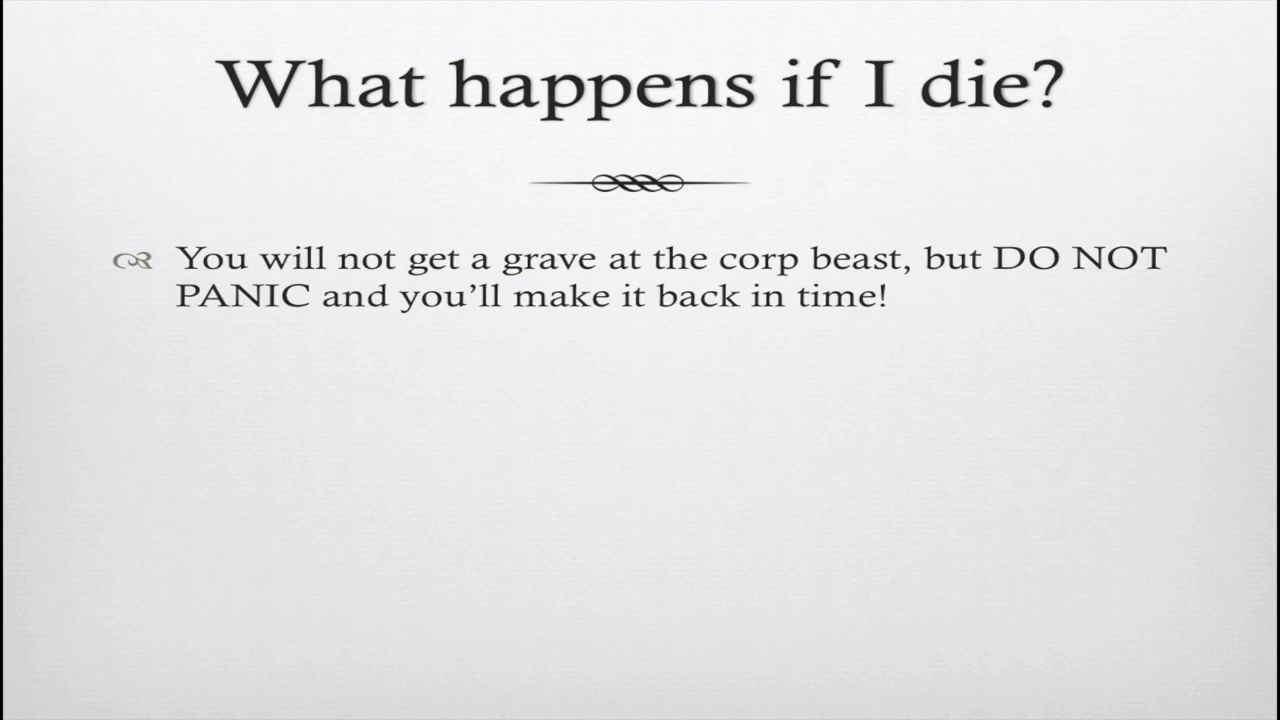 What happens if I die?
You will not get a grave at the corp beast, but DO NOT
PANIC and you’ll make it back in time!